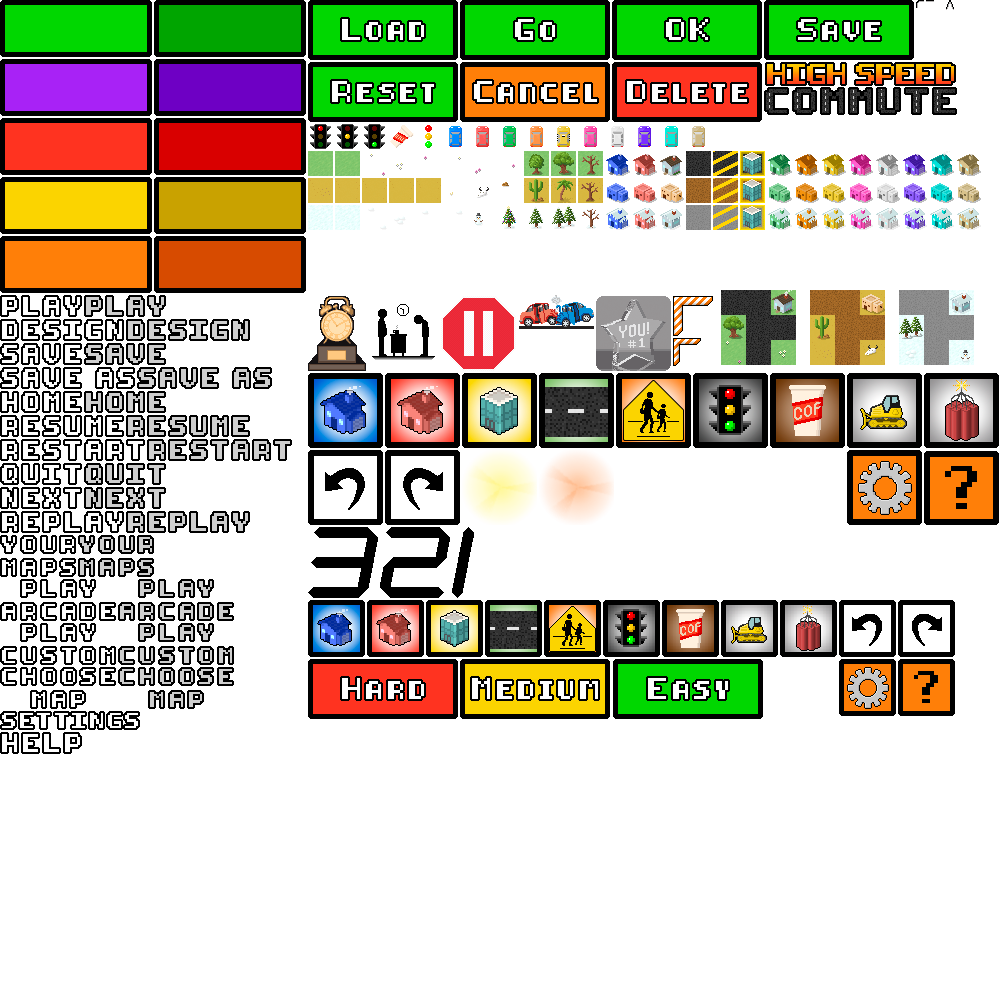 LOAD
GO
OK
SAVE
RESET
CANCEL
DELETE
HIGH SPEED
COMMUTE
PLAYPLAY
DESIGNDESIGN
SAVESAVE
SAVE ASSAVE AS
HOMEHOME
RESUMERESUME
RESTARTRESTART
QUITQUIT
NEXTNEXT
REPLAYREPLAY
YOURYOUR
MAPSMAPS
PLAY PLAY
ARCADEARCADE
PLAY PLAY
CUSTOMCUSTOM
CHOOSECHOOSE
MAP MAP
SETTINGS
HELP
YOU!
#1
F
COF
?
321
COF
HARD
MEDIUM
EASY
?